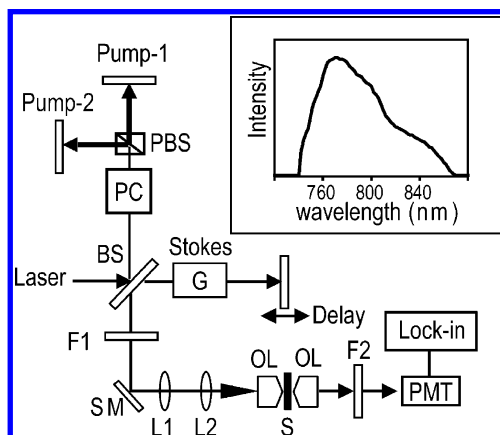 Pump-1
Pump-2
PBS
PC
BS
Stokes
Laser
G
Delay
F1
Lock-in
OL OL F2
SM
L1 L2
S
PMT
Intensity
760 800 840
wavelength (nm)